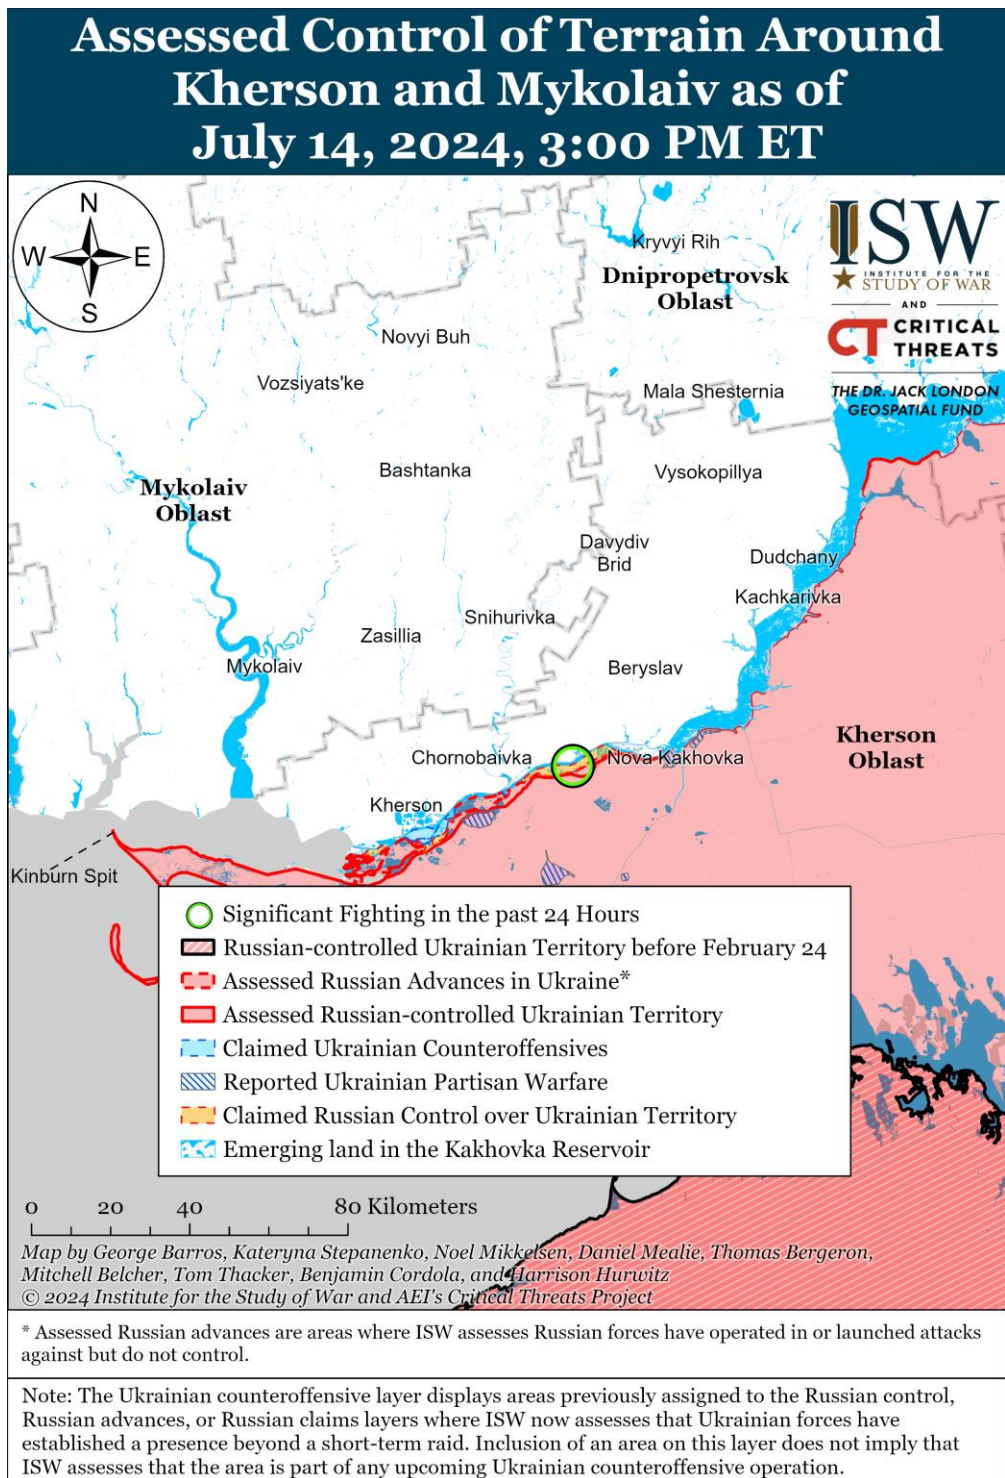 Assessed Control of Terrain Around
Kherson and Mykolaiv as of
July 14, 2024, 3:00 PM ET
N
W
E
S
ISW
INSTITUTE FOR THE
STUDY OF WAR
AND
CT CRITICAL
THREATS
THE DR. JACK LONDON
GEOSPATIAL FUND
Kryvyi Rih
Dnipropetrovsk
Oblast
Novyi Buh
Vozsiyats'ke
Mala Shesternia
Bashtanka
Vysokopillya
Mykolaiv
Oblast
Davydiv
Brid
Dudchany
Kachkarivka
Snihurivka
Zasillia
Mykolaiv
Beryslav
Kherson
Oblast
Chornobaivka
Nova Kakhovka
Kherson
Kinburn Spit
Significant Fighting in the past 24 Hours
Russian-controlled Ukrainian Territory before February 24
Assessed Russian Advances in Ukraine*
Assessed Russian-controlled Ukrainian Territory
Claimed Ukrainian Counteroffensives
Reported Ukrainian Partisan Warfare
Claimed Russian Control over Ukrainian Territory
Emerging land in the Kakhovka Reservoir
0 20 40 80 Kilometers
Map by George Barros, Kateryna Stepanenko, Noel Mikkelsen, Daniel Mealie, Thomas Bergeron,
Mitchell Belcher, Tom Thacker, Benjamin Cordola, and Harrison Hurwitz
© 2024 Institute for the Study of War and AEI's Critical Threats Project
* Assessed Russian advances are areas where ISW assesses Russian forces have operated in or launched attacks
against but do not control.
Note: The Ukrainian counteroffensive layer displays areas previously assigned to the Russian control,
Russian advances, or Russian claims layers where ISW now assesses that Ukrainian forces have
established a presence beyond a short-term raid. Inclusion of an area on this layer does not imply that
ISW assesses that the area is part of any upcoming Ukrainian counteroffensive operation.